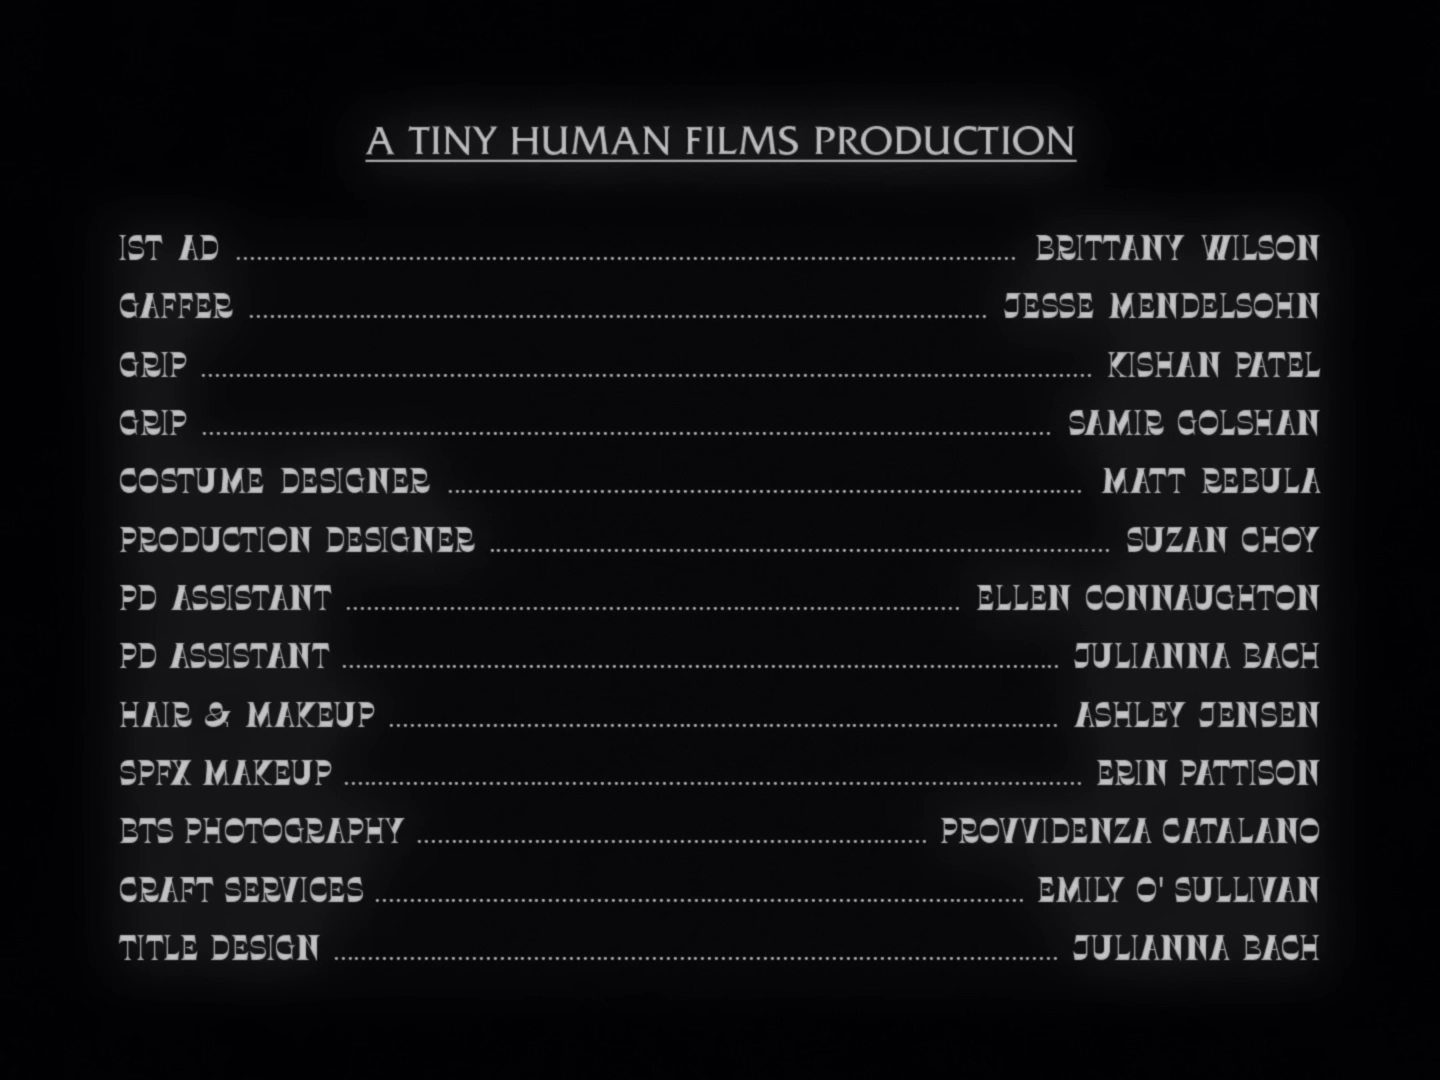 A TINY HUMAN FILMS PRODUCTION
1ST AD ........................ BRITTANY WILSON
GAFFER ........................ JESSE MENDELSOHN
GRIP ........................ KISHAN PATEL
GRIP ........................ SAMIR GOLSHAN
COSTUME DESIGNER ........................ MATT REBULA
PRODUCTION DESIGNER ........................ SUZAN CHOY
PD ASSISTANT ........................ ELLEN CONNAUGHTON
PD ASSISTANT ........................ JULIANNA BACH
HAIR & MAKEUP ........................ ASHLEY JENSEN
SPFX MAKEUP ........................ ERIN PATTISON
BTS PHOTOGRAPHY ........................ PROVVIDENZA CATALANO
CRAFT SERVICES ........................ EMILY O' SULLIVAN
TITLE DESIGN ........................ JULIANNA BACH